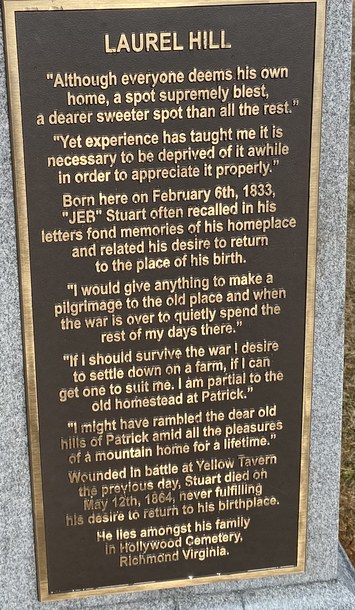 LAUREL HILL
"Although everyone deems his own
home, a spot supremely blest,
a dearer sweeter spot than all the rest."
"Yet experience has taught me it is
necessary to be deprived of it awhile
in order to appreciate it properly."
Born here on February 6th, 1833,
"JEB" Stuart often recalled in his
letters fond memories of his homeplace
and related his desire to return
to the place of his birth.
"I would give anything to make a
pilgrimage to the old place and when
the war is over to quietly spend the
rest of my days there."
"If I should survive the war I desire
to settle down on a farm, if I can
get one to suit me. I am partial to the
old homestead at Patrick."
"I might have rambled the dear old
hills of Patrick amid all the pleasures
of a mountain home for a lifetime."
Wounded in battle at Yellow Tavern
the previous day, Stuart died on
May 12th, 1864, never fulfilling
his desire to return to his birthplace.
He lies amongst his family
in Hollywood Cemetery,
Richmond Virginia.